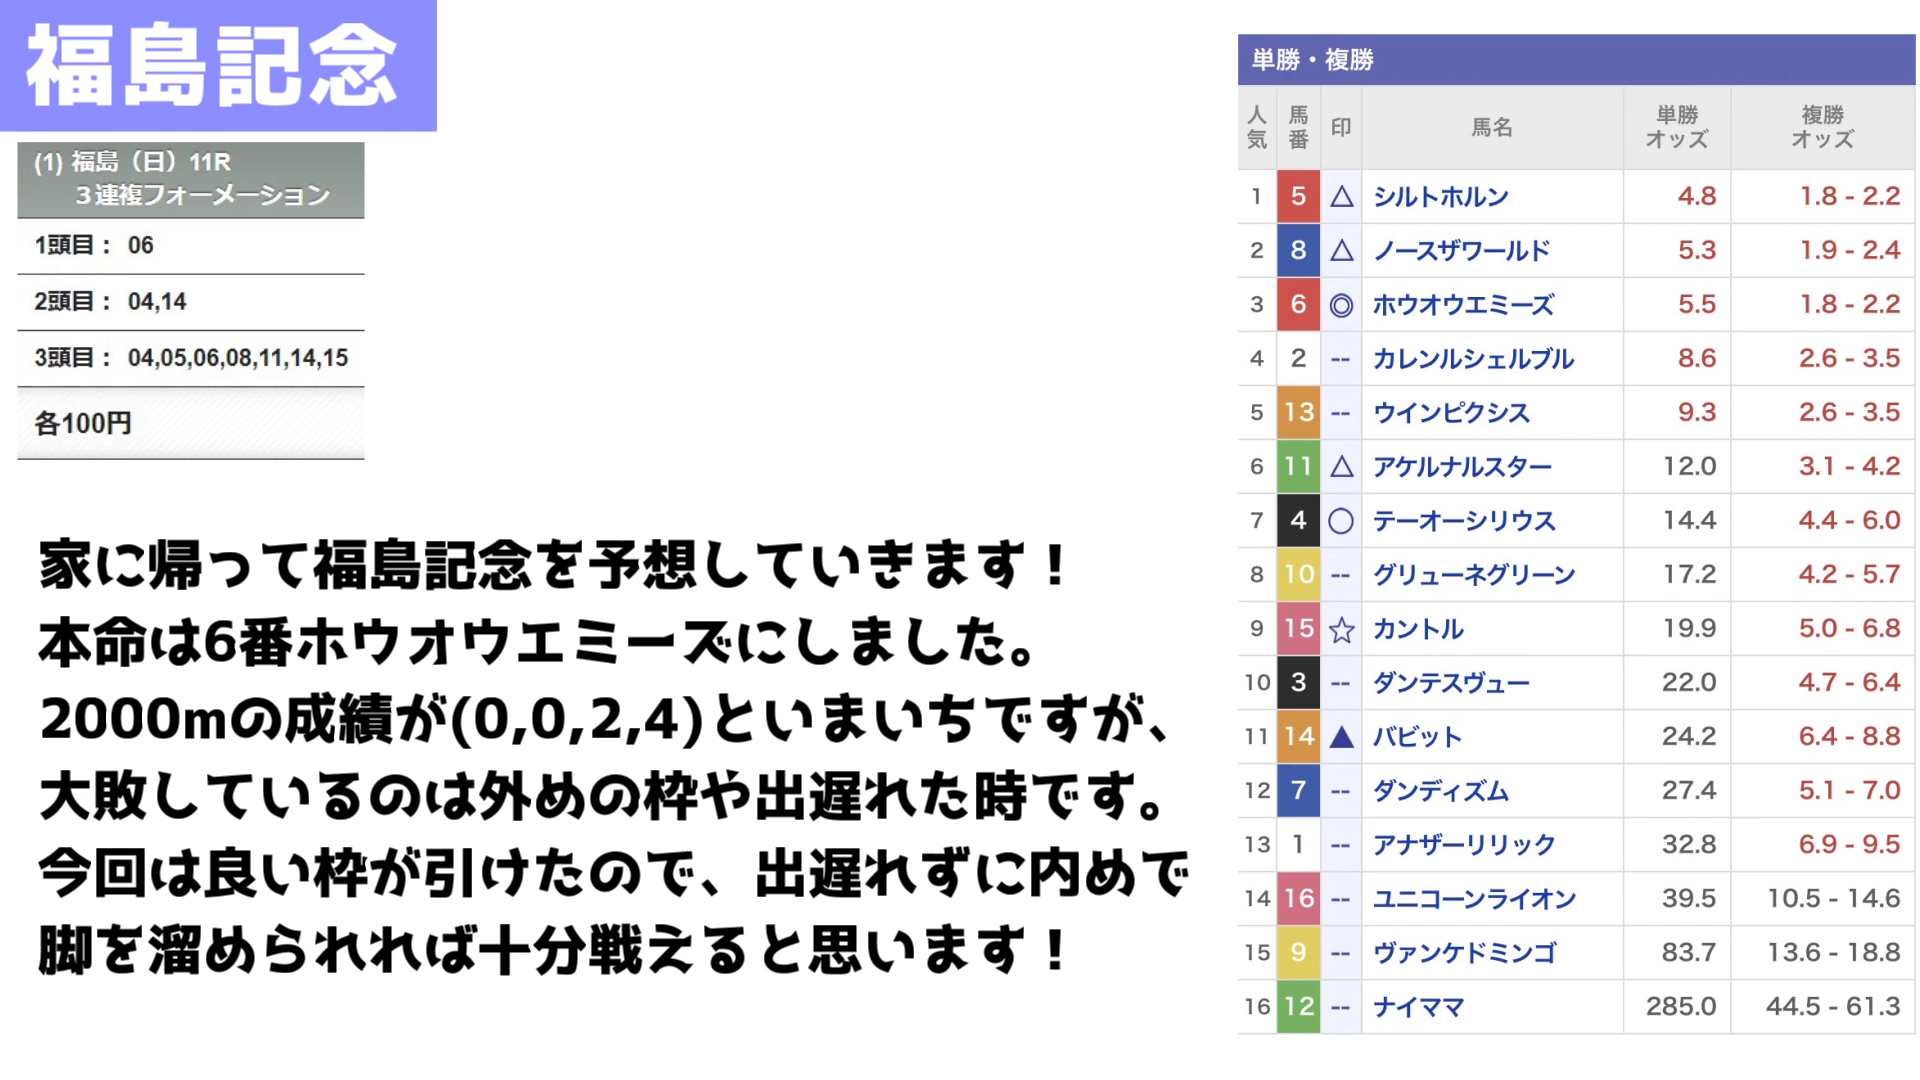 福島記念
(1) 福島（日）11R
３連複フォーメーション
1頭目： 06
2頭目： 04,14
3頭目： 04,05,06,08,11,14,15
各100円
家に帰って福島記念を予想していきます！
本命は6番ホウオウエミーズにしました。
2000mの成績が(0,0,2,4)といまいちですが、
大敗しているのは外めの枠や出遅れた時です。
今回は良い枠が引けたので、出遅れずに内めで
脚を溜められれば十分戦えると思います！
単勝・複勝
人気 馬番 印 馬名 単勝オッズ 複勝オッズ
1 5 △ シルトホルン 4.8 1.8 - 2.2
2 8 △ ノースザワールド 5.3 1.9 - 2.4
3 6 ◎ ホウオウエミーズ 5.5 1.8 - 2.2
4 2 -- カレンルシェルブル 8.6 2.6 - 3.5
5 13 -- ウインピクシス 9.3 2.6 - 3.5
6 11 △ アケルナルスター 12.0 3.1 - 4.2
7 4 ○ テーオーシリウス 14.4 4.4 - 6.0
8 10 -- グリューネグリーン 17.2 4.2 - 5.7
9 15 ☆ カントル 19.9 5.0 - 6.8
10 3 -- ダンテスヴュー 22.0 4.7 - 6.4
11 14 ▲ バビット 24.2 6.4 - 8.8
12 7 -- ダンディズム 27.4 5.1 - 7.0
13 1 -- アナザーリリック 32.8 6.9 - 9.5
14 16 -- ユニコーンライオン 39.5 10.5 - 14.6
15 9 -- ヴァンケドミンゴ 83.7 13.6 - 18.8
16 12 -- ナイママ 285.0 44.5 - 61.3